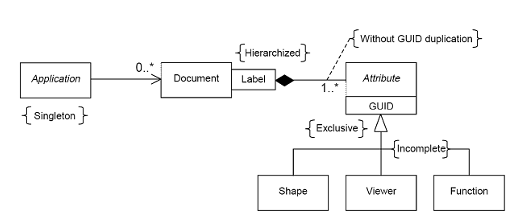 Without GUID duplication
{Hierarchized}
0..*
Application
Document
Label
Attribute
1..*
GUID
{Singleton}
{Exclusive}
{Incomplete}
Shape
Viewer
Function